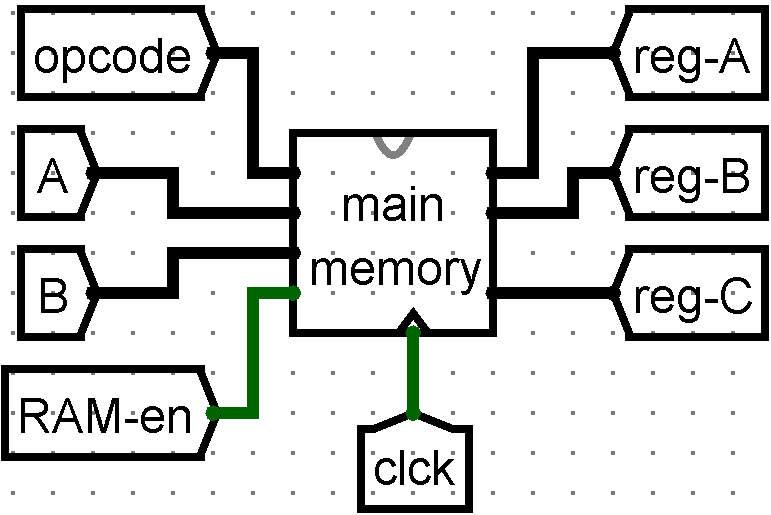 opcode
reg-A
A
reg-B
main
memory
B
reg-C
RAM-en
clck